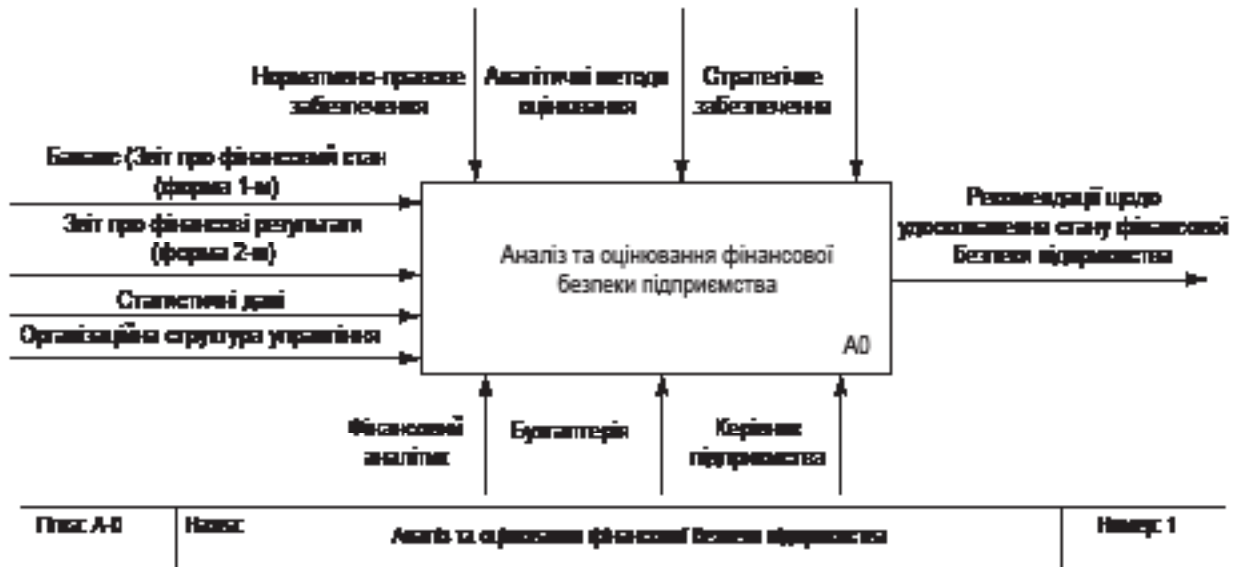 Нормативно-правове
забезпечення
Аналітичні методи
оцінювання
Стратегічне
забезпечення
Баланс (Звіт про фінансовий стан
(форма 1-м)
Звіт про фінансові результати
(форма 2-м)
Статистичні дані
Організаційна структура управління
Аналіз та оцінювання фінансової
безпеки підприємства
А0
Рекомендації щодо
удосконалення стану фінансової
безпеки підприємства
Фінансовий
аналітик
Бухгалтерія
Керівник
підприємства
А-0
Назва:
Аналіз та оцінювання фінансової безпеки підприємства
Номер: 1